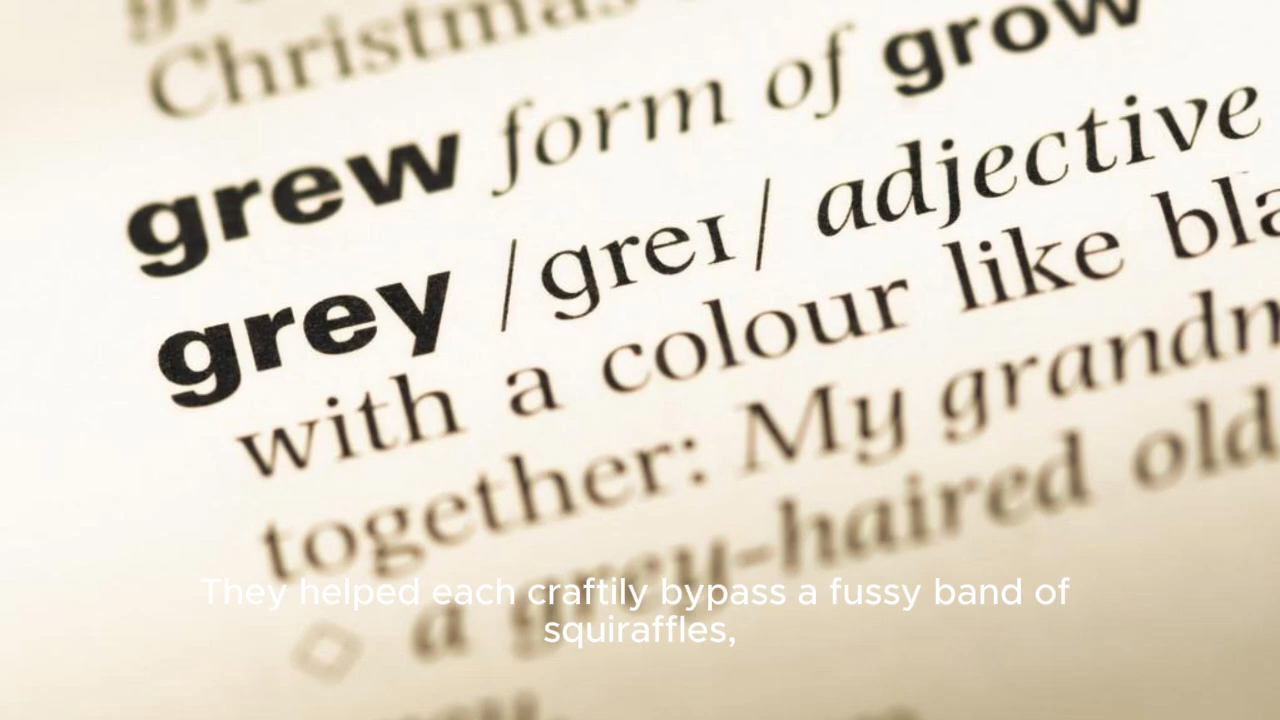 Christmas
grew form of grow
grey /greɪ/ adjective
with a colour like bla
together: My grandm
a grey-haired old
They helped each craftily bypass a fussy band of
squiraffles,